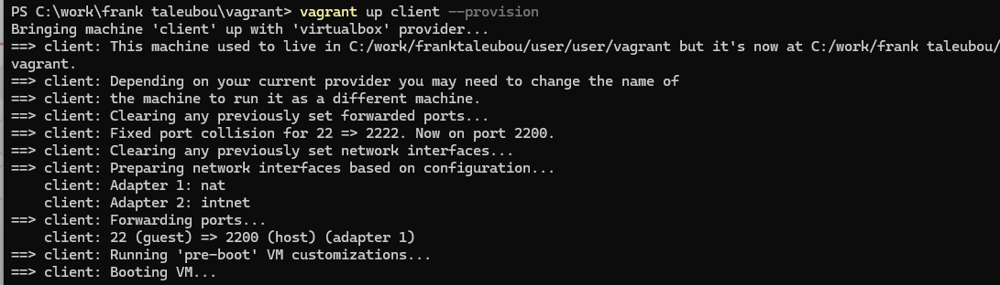 PS C:\work\frank taleubou\vagrant> vagrant up client --provision
Bringing machine 'client' up with 'virtualbox' provider...
==> client: This machine used to live in C:/work/franktaleubou/user/user/vagrant but it's now at C:/work/frank taleubou/
vagrant.
==> client: Depending on your current provider you may need to change the name of
==> client: the machine to run it as a different machine.
==> client: Clearing any previously set forwarded ports...
==> client: Fixed port collision for 22 => 2222. Now on port 2200.
==> client: Clearing any previously set network interfaces...
==> client: Preparing network interfaces based on configuration...
    client: Adapter 1: nat
    client: Adapter 2: intnet
==> client: Forwarding ports...
    client: 22 (guest) => 2200 (host) (adapter 1)
==> client: Running 'pre-boot' VM customizations...
==> client: Booting VM...